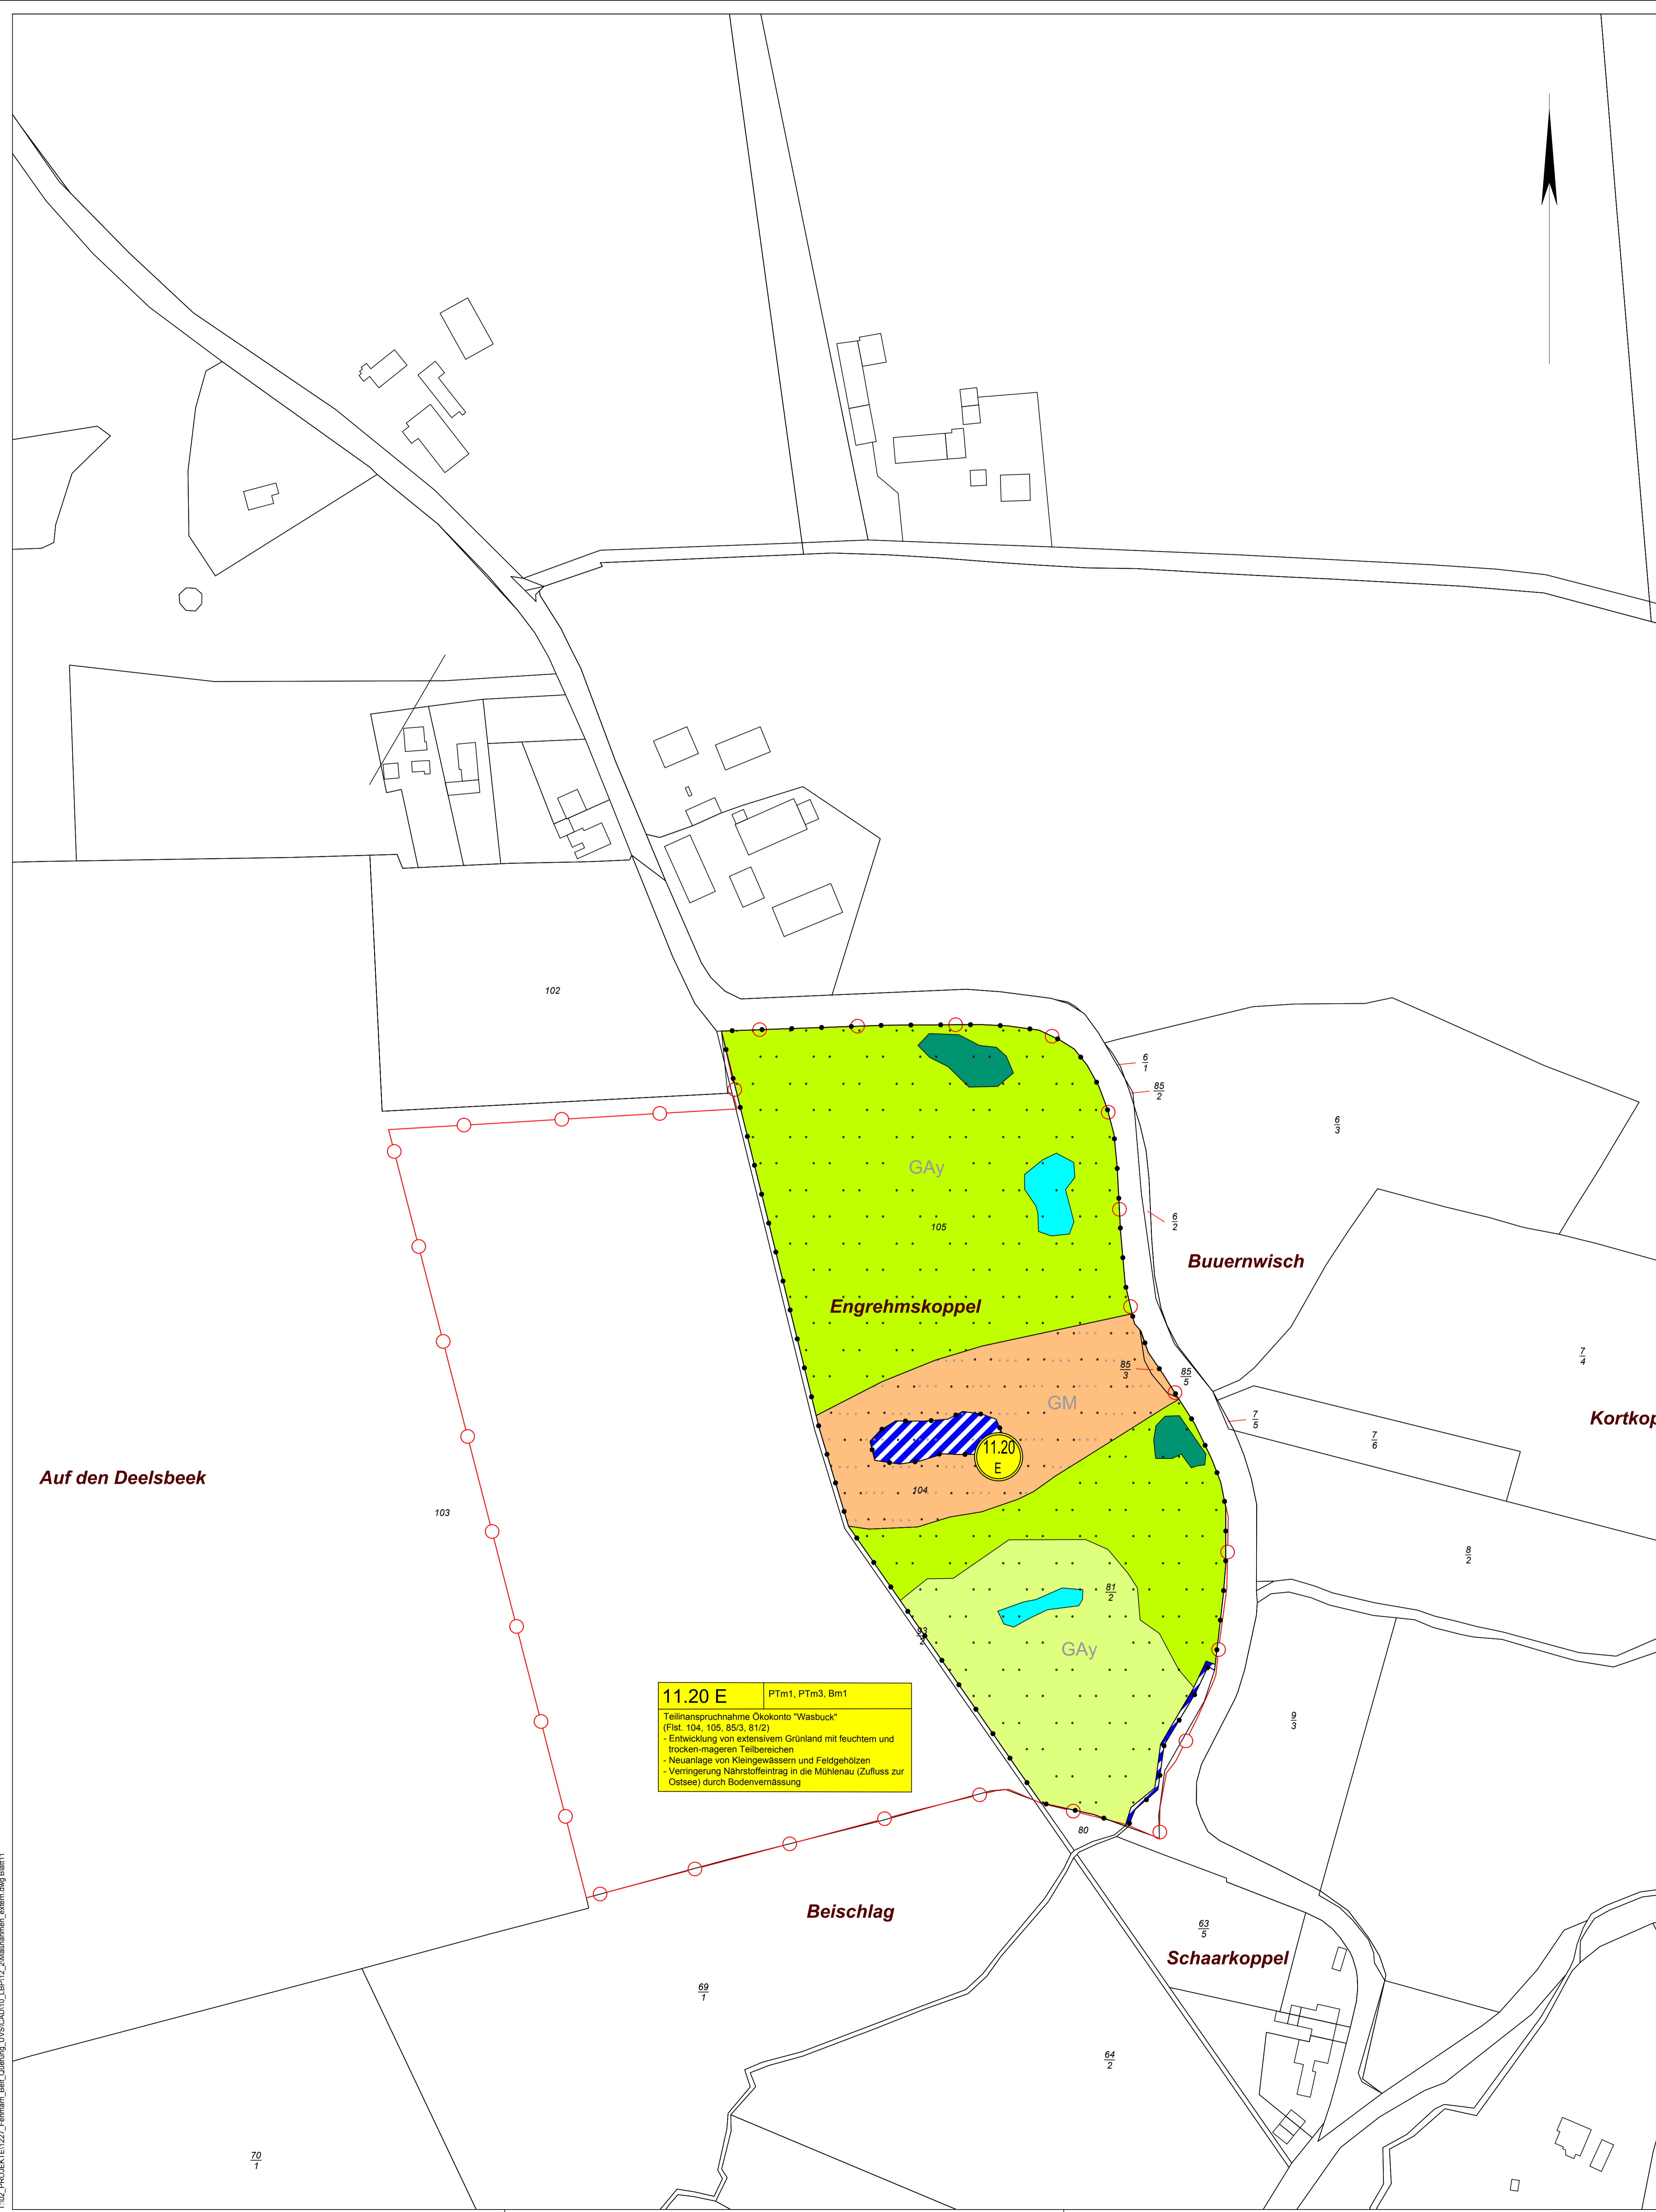 102
6
1
85
2
6
3
GAy
105
6
2
Buuernwisch
Engrehmskoppel
7
4
85
3
85
5
GM
Kortkop
7
5
7
6
11.20
E
Auf den Deelsbeek
104
103
8
2
81
2
93
2
GAy
11.20 E
PTm1, PTm3, Bm1
Teilinanspruchnahme Ökokonto "Wasbuck"
(Flst. 104, 105, 85/3, 81/2)
- Entwicklung von extensivem Grünland mit feuchtem und
trocken-mageren Teilbereichen
- Neuanlage von Kleingewässern und Feldgehölzen
- Verringerung Nährstoffeintrag in die Mühlenau (Zufluss zur
Ostsee) durch Bodenvernässung
9
3
80
Beischlag
63
5
Schaarkoppel
69
1
64
2
70
1